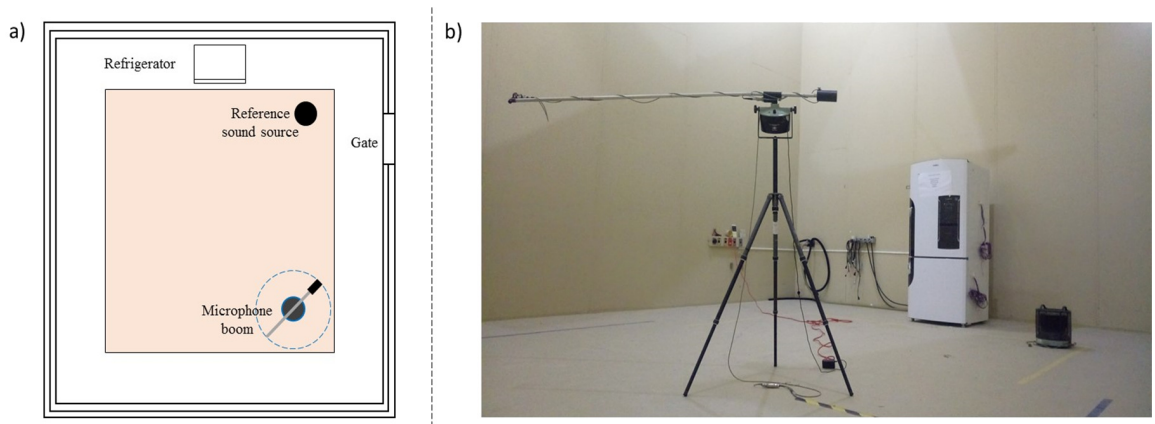 a)
Refrigerator
Reference
sound source
Gate
Microphone
boom
b)